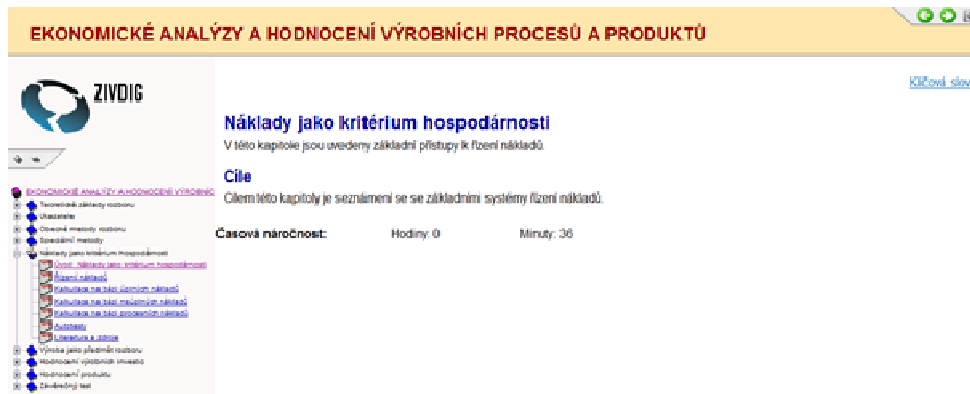 EKONOMICKÉ ANALÝZY A HODNOCENÍ VÝROBNÍCH PROCESŮ A PRODUKTŮ
ZIVDIG
Klíčová slov
Náklady jako kritérium hospodárnosti
V této kapitole jsou uvedeny základní přístupy k řízení nákladů.
Cíle
Cílem této kapitoly je seznámení se se základními systémy řízení nákladů.
Časová náročnost: Hodiny: 0 Minuty: 36
EKONOMICKÉ ANALÝZY A HODNOCENÍ VÝROBNÍC
Teoretické základy rozboru
Ukazatele
Obecné metody rozboru
Speciální metody
Náklady jako kritérium hospodárnosti
Úvod: Náklady jako kritérium hospodárnosti
Řízení nákladů
Kalkulace na bázi úplných nákladů
Kalkulace na bázi neúplných nákladů
Kalkulace na bázi procesních nákladů
Autotesty
Literatura a zdroje
Výroba jako předmět rozboru
Hodnocení výrobních investic
Hodnocení produktu
Závěrečný test